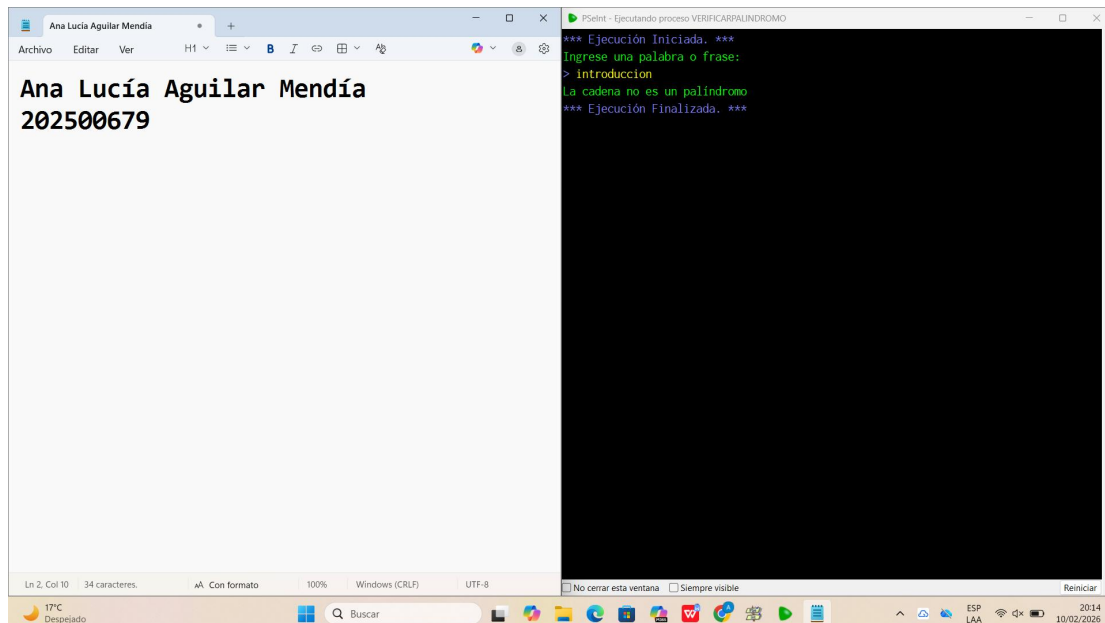 Ana Lucía Aguilar Mendía
Archivo Editar Ver H1 B I
Ana Lucía Aguilar Mendía
202500679
Ln 2, Col 10 34 caracteres. Con formato 100% Windows (CRLF) UTF-8
PSeInt - Ejecutando proceso VERIFICARPALINDROMO
*** Ejecución Iniciada. ***
Ingrese una palabra o frase:
> introduccion
La cadena no es un palíndromo
*** Ejecución Finalizada. ***
No cerrar esta ventana Siempre visible Reiniciar
17°C
Despejado
Buscar
ESP
LAA
20:14
10/02/2026